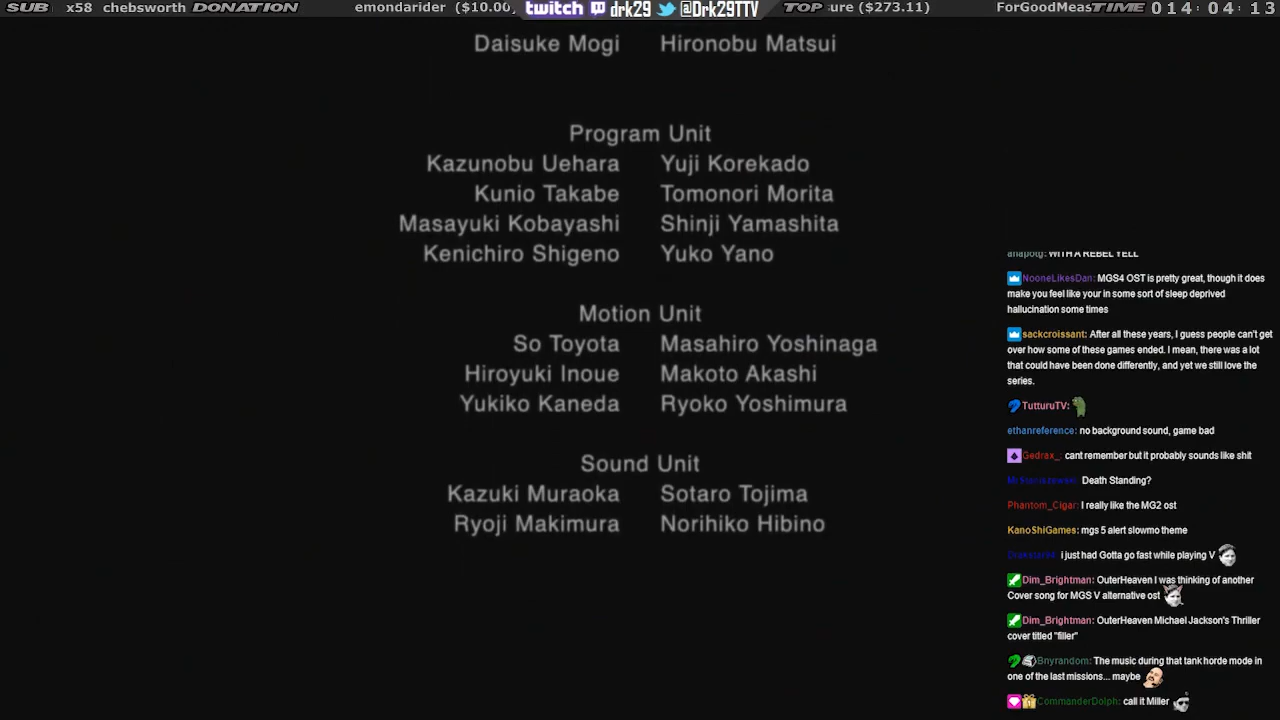 SUB x58 chebsworth DONATION emondarider ($10.00) twitch drk29 @Drk29TTV TOP sure ($273.11) ForGoodMeas TIME 014:04:13
Daisuke Mogi Hironobu Matsui
Program Unit
Kazunobu Uehara Yuji Korekado
Kunio Takabe Tomonori Morita
Masayuki Kobayashi Shinji Yamashita
Kenichiro Shigeno Yuko Yano
Motion Unit
So Toyota Masahiro Yoshinaga
Hiroyuki Inoue Makoto Akashi
Yukiko Kaneda Ryoko Yoshimura
Sound Unit
Kazuki Muraoka Sotaro Tojima
Ryoji Makimura Norihiko Hibino
WITH A REBEL YELL
NooneLikesDan: MGS4 OST is pretty great, though it does
make you feel like your in some sort of sleep deprived
hallucination some times
sackcroissant: After all these years, I guess people can't get
over how some of these games ended. I mean, there was a lot
that could have been done differently, and yet we still love the
series.
TutturuTV:
ethanreference: no background sound, game bad
Gedrax_: cant remember but it probably sounds like shit
Death Standing?
Phantom_Cigar: I really like the MG2 ost
KanoShiGames: mgs 5 alert slowmo theme
i just had Gotta go fast while playing V
Dim_Brightman: OuterHeaven I was thinking of another
Cover song for MGS V alternative ost
Dim_Brightman: OuterHeaven Michael Jackson's Thriller
cover titled "filler"
Bnyrandom: The music during that tank horde mode in
one of the last missions... maybe
CommanderDolph: call it Miller